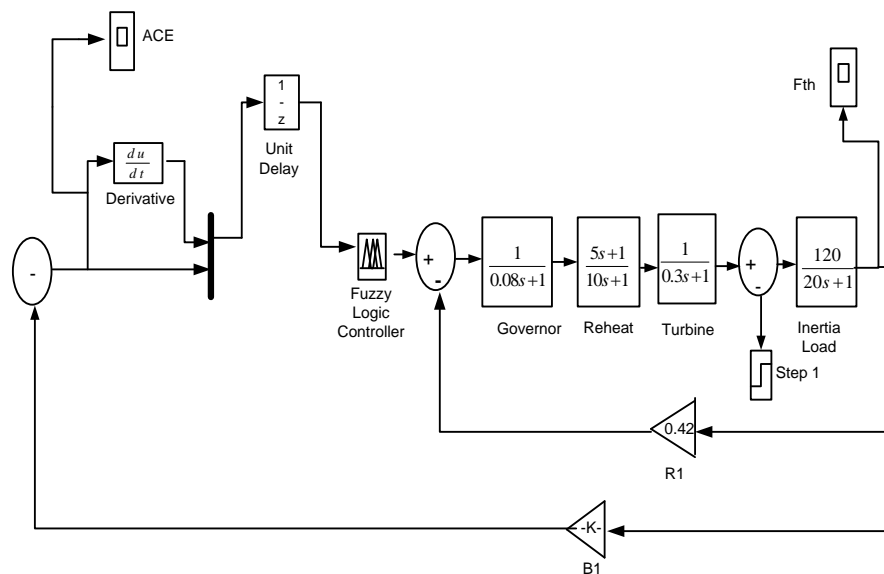 ACE
Fth
1
-
z
Unit
Delay
du
dt
Derivative
-
Fuzzy
Logic
Controller
+
-
1
0.08s+1
Governor
5s+1
10s+1
Reheat
1
0.3s+1
Turbine
+
-
120
20s+1
Inertia
Load
Step 1
0.42
R1
-K-
B1